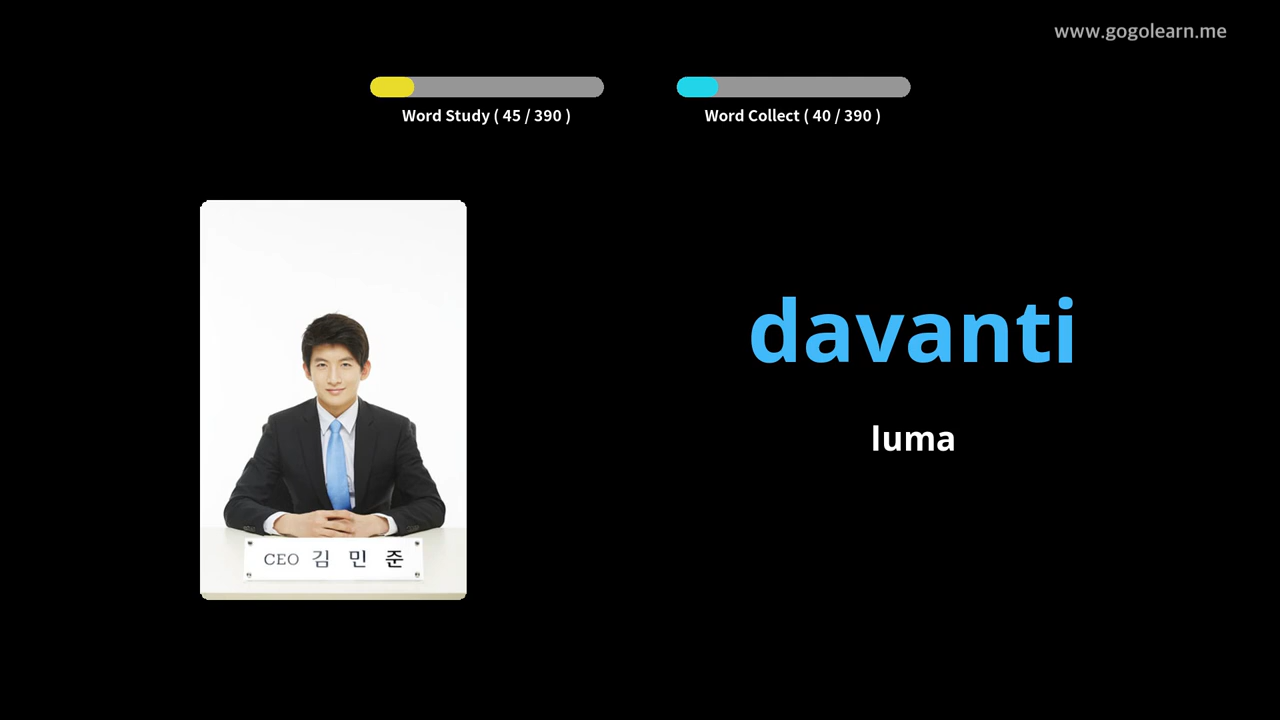 www.gogolearn.me
Word Study ( 45 / 390 )
Word Collect ( 40 / 390 )
davanti
luma
CEO 김 민 준